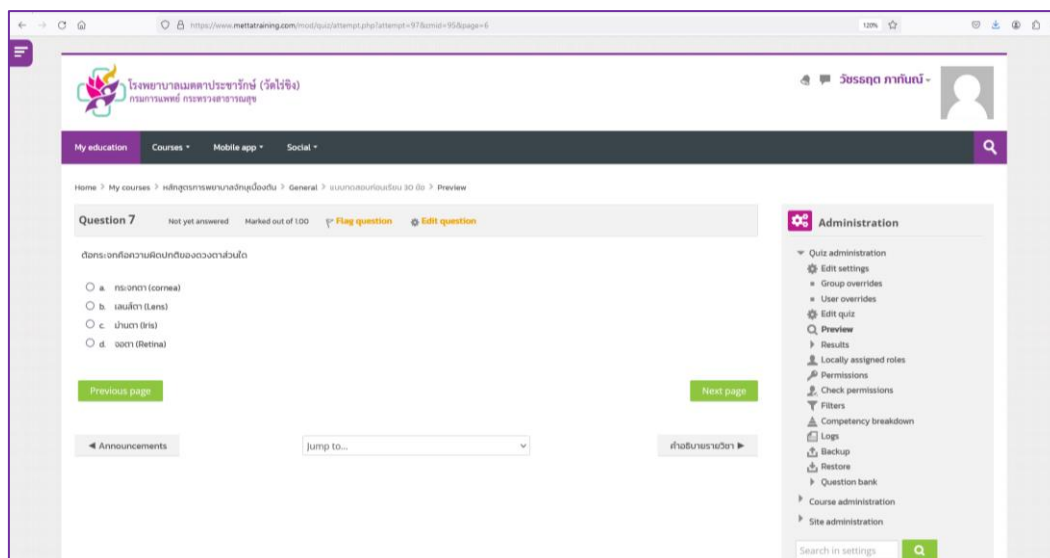 https://www.mettatraining.com/mod/quiz/attempt.php?attempt=97&cmid=95&page=6
120%
โรงพยาบาลเมตตาประชารักษ์ (วัดไร่ขิง)
กรมการแพทย์ กระทรวงสาธารณสุข
วัชรกฤต ภาภันณ์
My education Courses Mobile app Social
Home > My courses > หลักสูตรการพยาบาลจักษุเบื้องต้น > General > แบบทดสอบก่อนเรียน 30 ข้อ > Preview
Question 7 Not yet answered Marked out of 1.00 Flag question Edit question
ต้อกระจกคือความผิดปกติของดวงตาส่วนใด
a. กระจกตา (cornea)
b. เลนส์ตา (Lens)
c. ม่านตา (Iris)
d. จอตา (Retina)
Previous page Next page
◄ Announcements Jump to... คำอธิบายรายวิชา ►
Administration
Quiz administration
Edit settings
Group overrides
User overrides
Edit quiz
Preview
Results
Locally assigned roles
Permissions
Check permissions
Filters
Competency breakdown
Logs
Backup
Restore
Question bank
Course administration
Site administration
Search in settings